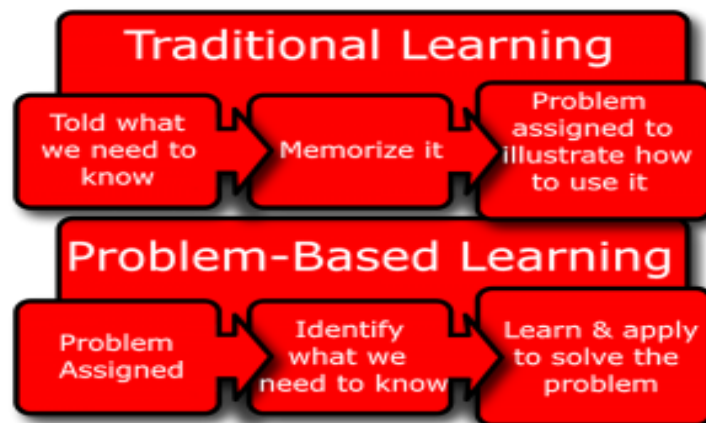 Traditional Learning
Told what
we need to
know
Memorize it
Problem
assigned to
illustrate how
to use it
Problem-Based Learning
Problem
Assigned
Identify
what we
need to know
Learn & apply
to solve the
problem